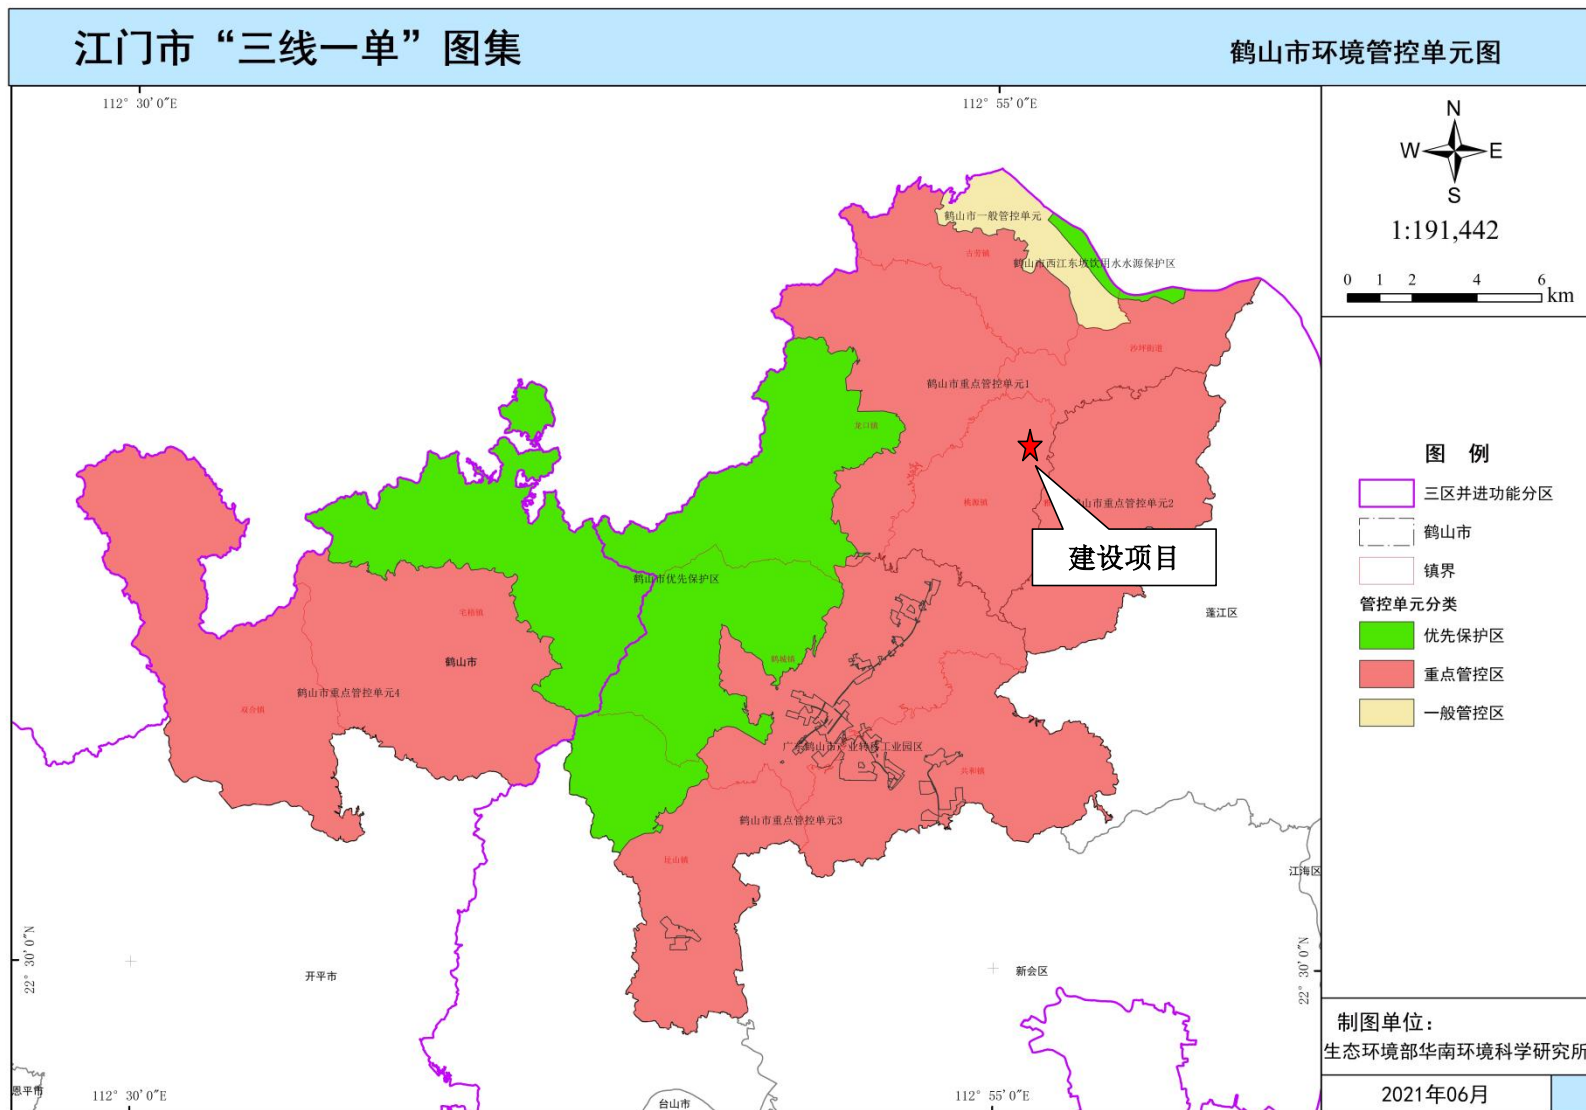 江门市“三线一单”图集
鹤山市环境管控单元图
112° 30′0″E
112° 55′0″E
N
W
E
S
1:191,442
0 1 2 4 6 km
鹤山市一般管控单元
古劳镇
鹤山市西江东坡饮用水水源保护区
沙坪街道
鹤山市重点管控单元1
龙口镇
桃源镇
鹤山市重点管控单元2
建设项目
鹤山市优先保护区
宅梧镇
鹤山市
鹤城镇
鹤山市重点管控单元4
双合镇
蓬江区
广东鹤山市产业转移工业园区
共和镇
鹤山市重点管控单元3
址山镇
江海区
开平市
新会区
22° 30′0″N
22° 30′0″N
恩平市
台山市
112° 30′0″E
112° 55′0″E
图 例
三区并进功能分区
鹤山市
镇界
管控单元分类
优先保护区
重点管控区
一般管控区
制图单位：
生态环境部华南环境科学研究所
2021年06月